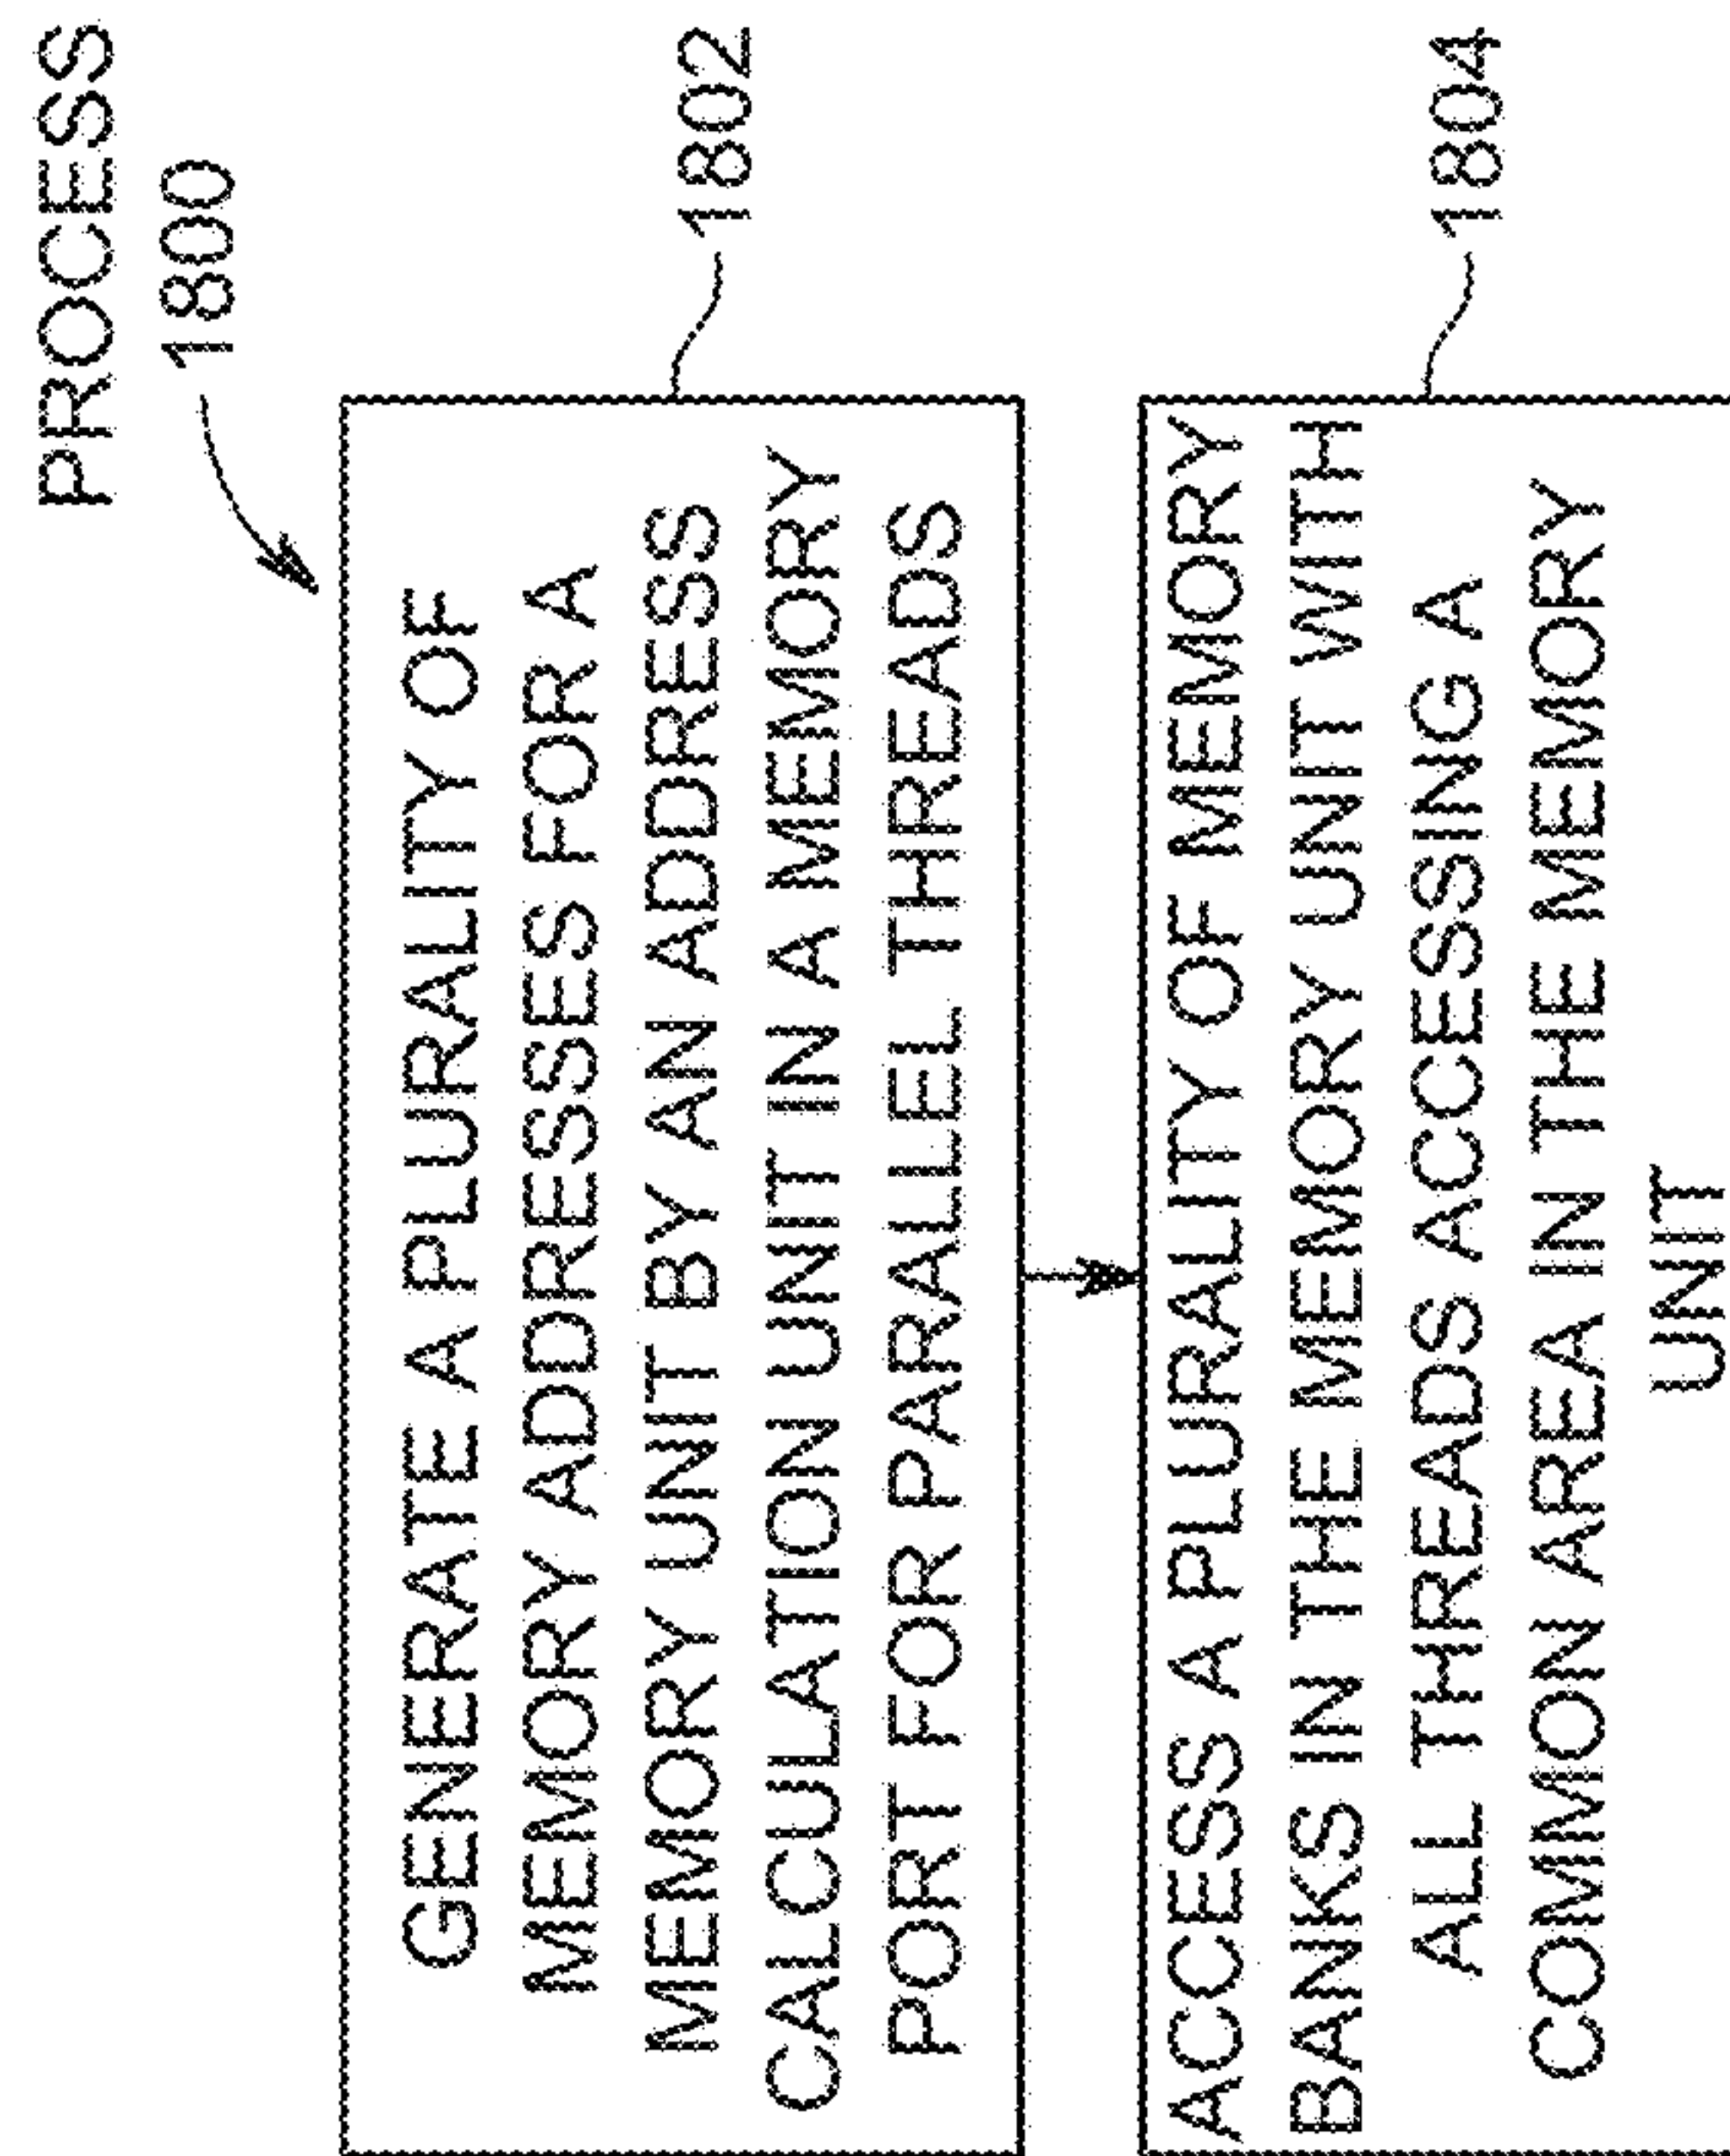 PROCESS
1800
GENERATE A PLURALITY OF
MEMORY ADDRESSES FOR A
MEMORY UNIT BY AN ADDRESS
CALCULATION UNIT IN A MEMORY
PORT FOR PARALLEL THREADS
1802
ACCESS A PLURALITY OF MEMORY
BANKS IN THE MEMORY UNIT WITH
ALL THREADS ACCESSING A
COMMON AREA IN THE MEMORY
UNIT
1804